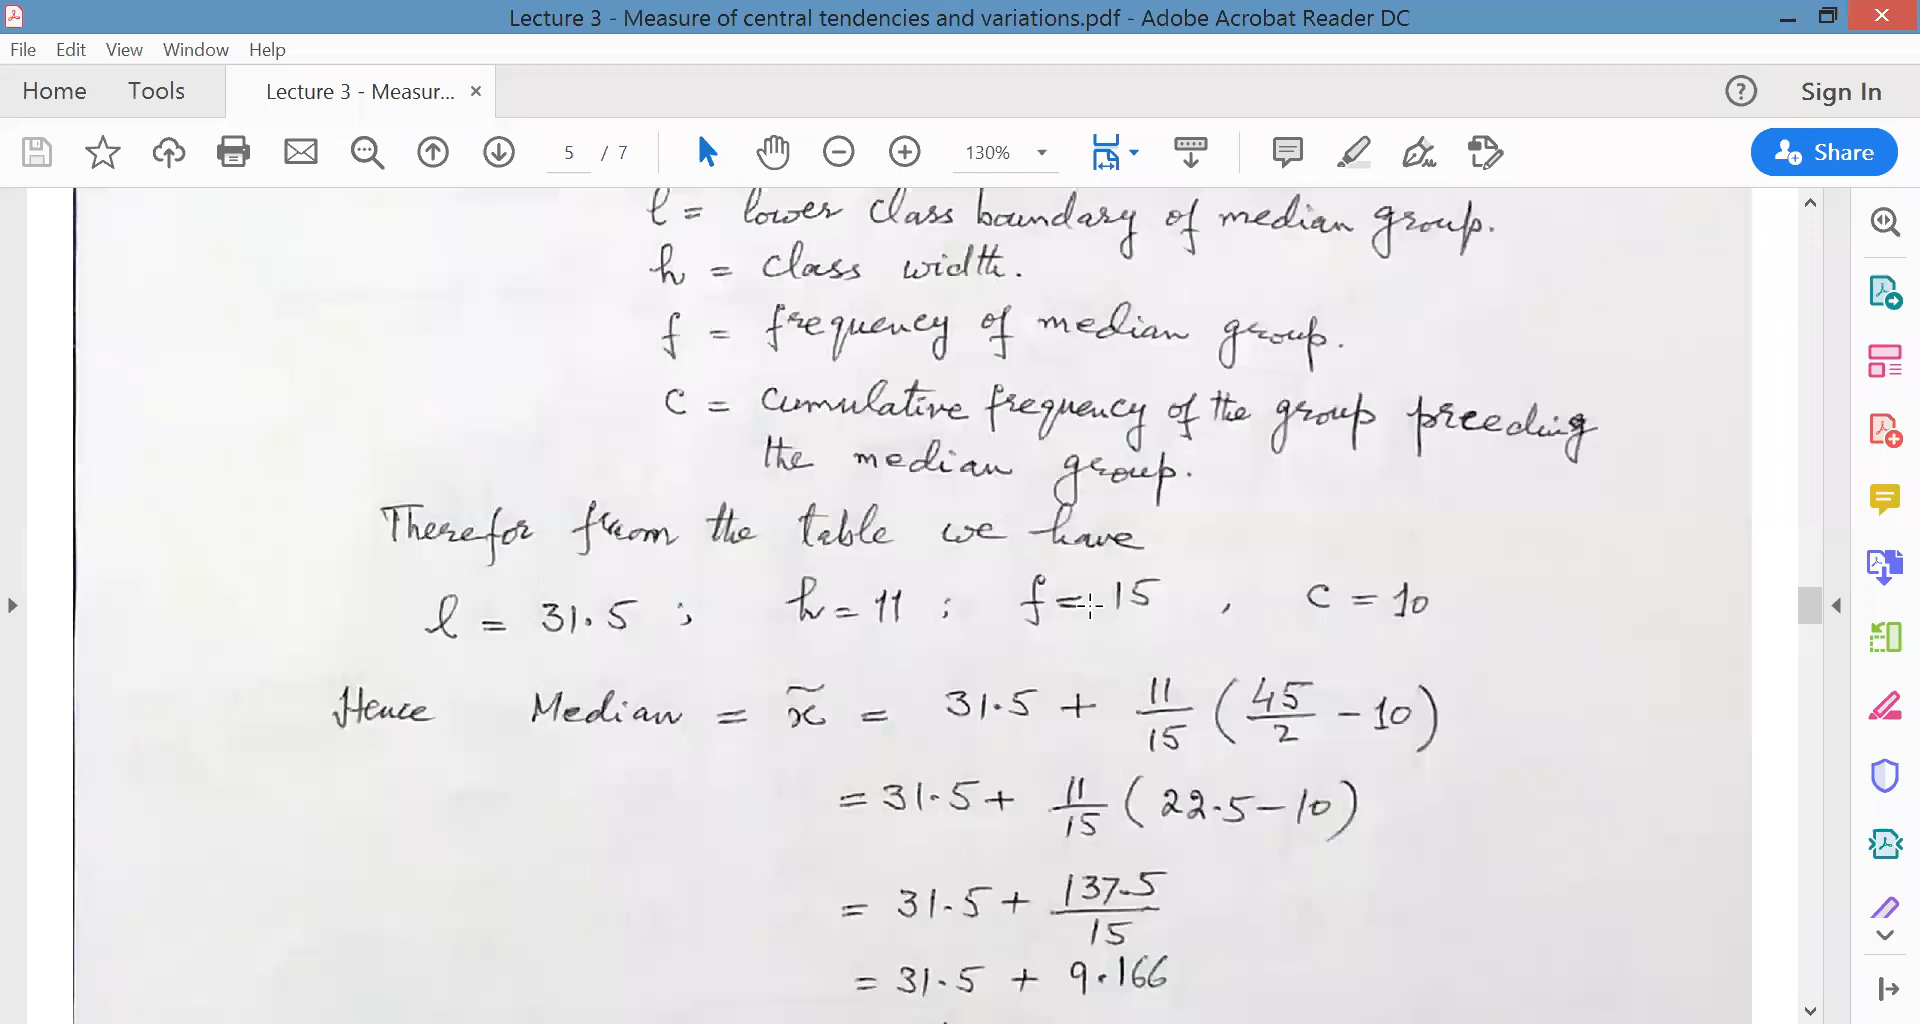 Lecture 3 - Measure of central tendencies and variations.pdf - Adobe Acrobat Reader DC
File Edit View Window Help
Home Tools Lecture 3 - Measur... × ? Sign In
5 / 7 130% Share
l = lower class boundary of median group.
h = class width.
f = frequency of median group.
c = cumulative frequency of the group preeding
the median group.
Therefor from the table we have
l = 31.5 ; h = 11 ; f = 15 , c = 10
Hence Median = x̃ = 31.5 + 11/15 ( 45/2 - 10 )
= 31.5 + 11/15 ( 22.5 - 10 )
= 31.5 + 137.5/15
= 31.5 + 9.166